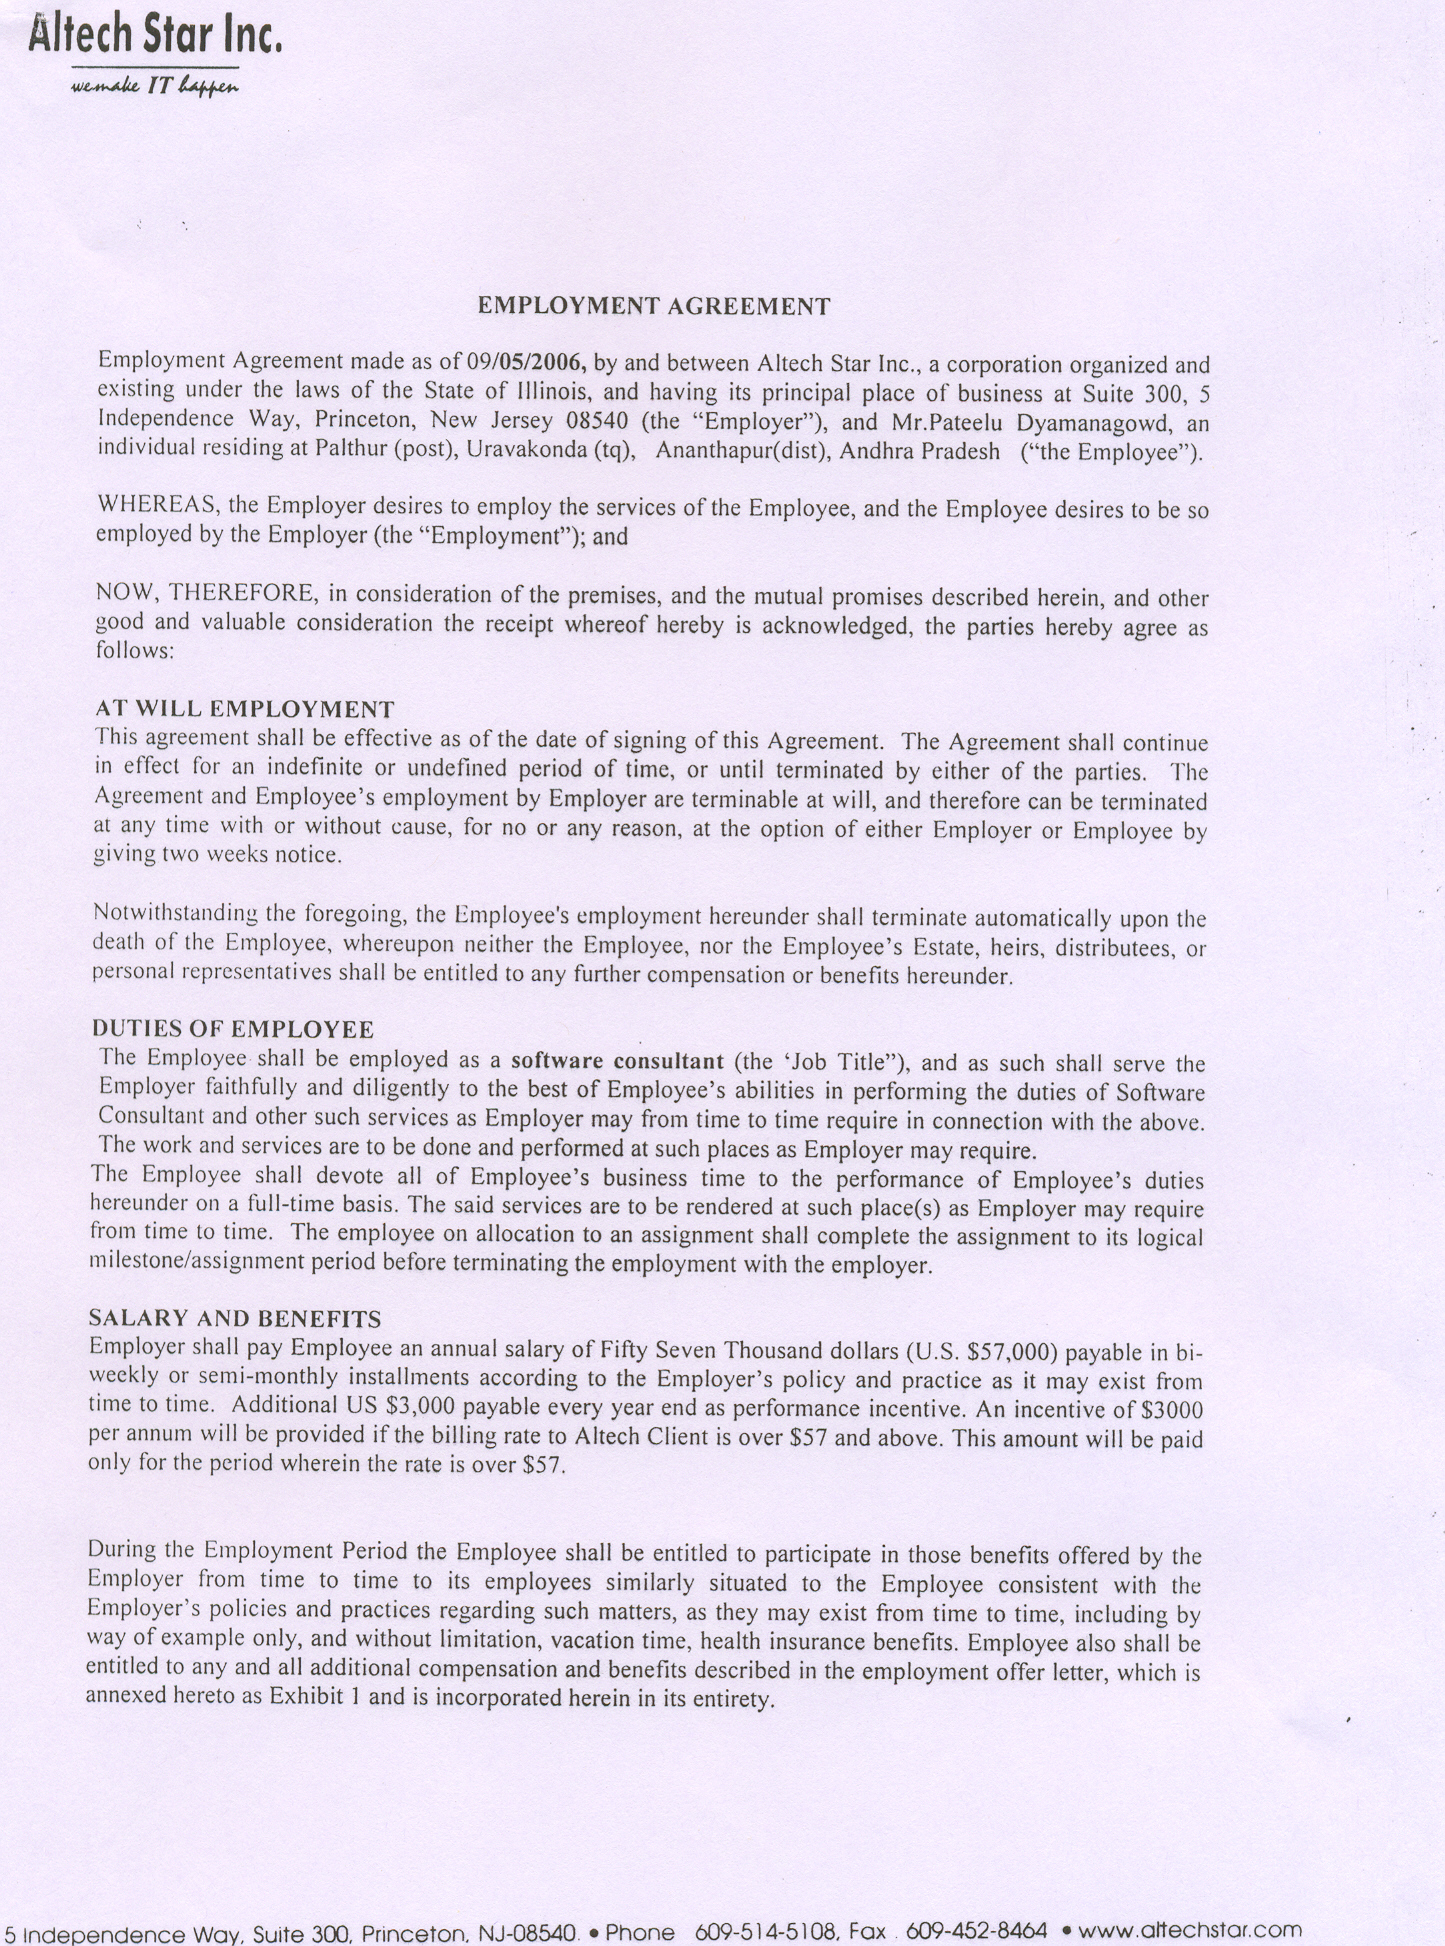 Altech Star Inc.
wemake IT happen
EMPLOYMENT AGREEMENT
Employment Agreement made as of 09/05/2006, by and between Altech Star Inc., a corporation organized and
existing under the laws of the State of Illinois, and having its principal place of business at Suite 300, 5
Independence Way, Princeton, New Jersey 08540 (the “Employer”), and Mr.Pateelu Dyamanagowd, an
individual residing at Palthur (post), Uravakonda (tq), Ananthapur(dist), Andhra Pradesh (“the Employee”).
WHEREAS, the Employer desires to employ the services of the Employee, and the Employee desires to be so
employed by the Employer (the “Employment”); and
NOW, THEREFORE, in consideration of the premises, and the mutual promises described herein, and other
good and valuable consideration the receipt whereof hereby is acknowledged, the parties hereby agree as
follows:
AT WILL EMPLOYMENT
This agreement shall be effective as of the date of signing of this Agreement. The Agreement shall continue
in effect for an indefinite or undefined period of time, or until terminated by either of the parties. The
Agreement and Employee’s employment by Employer are terminable at will, and therefore can be terminated
at any time with or without cause, for no or any reason, at the option of either Employer or Employee by
giving two weeks notice.
Notwithstanding the foregoing, the Employee's employment hereunder shall terminate automatically upon the
death of the Employee, whereupon neither the Employee, nor the Employee’s Estate, heirs, distributees, or
personal representatives shall be entitled to any further compensation or benefits hereunder.
DUTIES OF EMPLOYEE
The Employee shall be employed as a software consultant (the ‘Job Title”), and as such shall serve the
Employer faithfully and diligently to the best of Employee’s abilities in performing the duties of Software
Consultant and other such services as Employer may from time to time require in connection with the above.
The work and services are to be done and performed at such places as Employer may require.
The Employee shall devote all of Employee’s business time to the performance of Employee’s duties
hereunder on a full-time basis. The said services are to be rendered at such place(s) as Employer may require
from time to time. The employee on allocation to an assignment shall complete the assignment to its logical
milestone/assignment period before terminating the employment with the employer.
SALARY AND BENEFITS
Employer shall pay Employee an annual salary of Fifty Seven Thousand dollars (U.S. $57,000) payable in bi-
weekly or semi-monthly installments according to the Employer’s policy and practice as it may exist from
time to time. Additional US $3,000 payable every year end as performance incentive. An incentive of $3000
per annum will be provided if the billing rate to Altech Client is over $57 and above. This amount will be paid
only for the period wherein the rate is over $57.
During the Employment Period the Employee shall be entitled to participate in those benefits offered by the
Employer from time to time to its employees similarly situated to the Employee consistent with the
Employer’s policies and practices regarding such matters, as they may exist from time to time, including by
way of example only, and without limitation, vacation time, health insurance benefits. Employee also shall be
entitled to any and all additional compensation and benefits described in the employment offer letter, which is
annexed hereto as Exhibit 1 and is incorporated herein in its entirety.
5 Independence Way, Suite 300, Princeton, NJ-08540. • Phone 609-514-5108, Fax . 609-452-8464 • www.altechstar.com